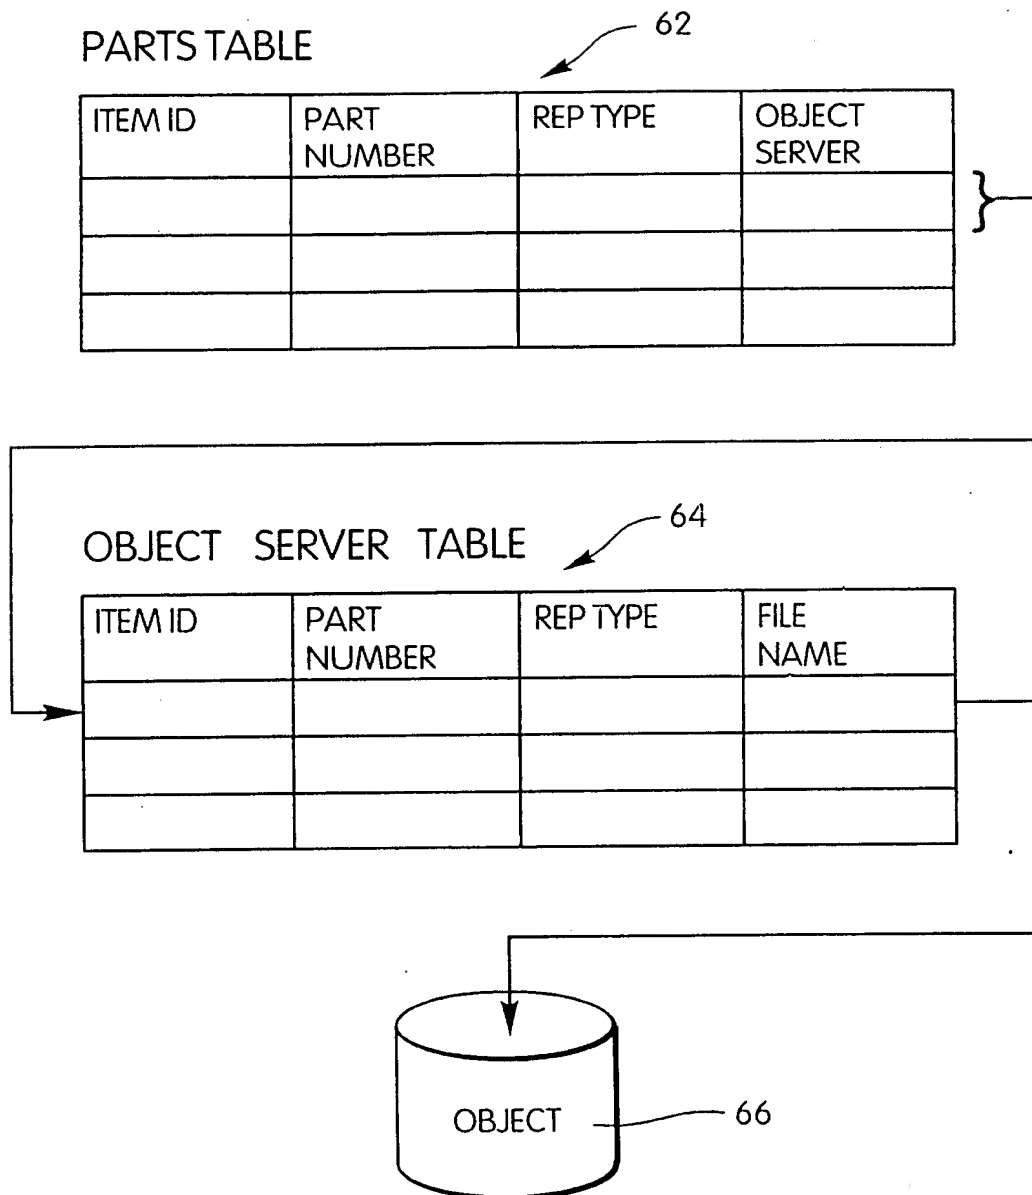 62
PARTS TABLE
ITEM ID PART NUMBER REP TYPE OBJECT SERVER
64
OBJECT SERVER TABLE
ITEM ID PART NUMBER REP TYPE FILE NAME
OBJECT 66